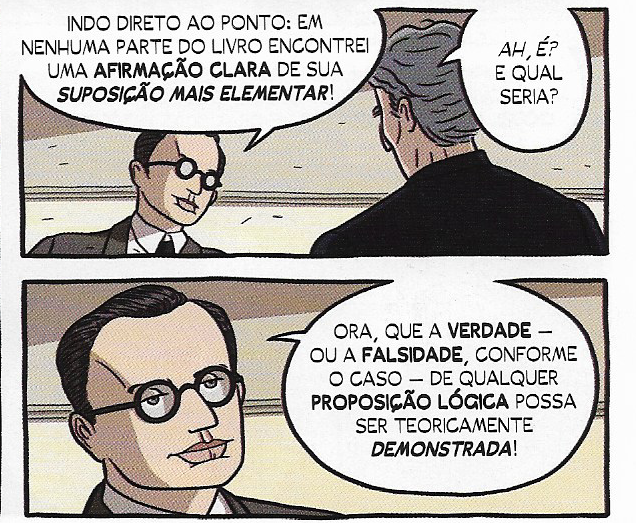 INDO DIRETO AO PONTO: EM
NENHUMA PARTE DO LIVRO ENCONTREI
UMA AFIRMAÇÃO CLARA DE SUA
SUPOSIÇÃO MAIS ELEMENTAR!
AH, É?
E QUAL
SERIA?
ORA, QUE A VERDADE –
OU A FALSIDADE, CONFORME
O CASO – DE QUALQUER
PROPOSIÇÃO LÓGICA POSSA
SER TEORICAMENTE
DEMONSTRADA!